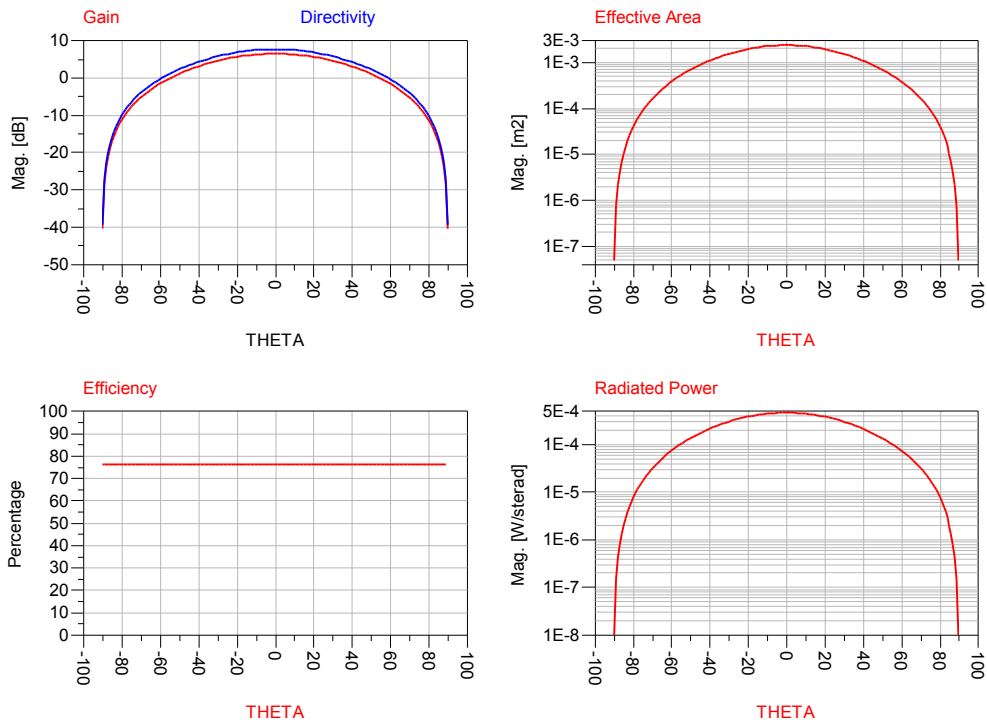 Gain Directivity
Mag. [dB]
10
0
-10
-20
-30
-40
-50
-100 -80 -60 -40 -20 0 20 40 60 80 100
THETA
Effective Area
Mag. [m2]
3E-3
1E-3
1E-4
1E-5
1E-6
1E-7
-100 -80 -60 -40 -20 0 20 40 60 80 100
THETA
Efficiency
Percentage
100
90
80
70
60
50
40
30
20
10
0
-100 -80 -60 -40 -20 0 20 40 60 80 100
THETA
Radiated Power
Mag. [W/sterad]
5E-4
1E-4
1E-5
1E-6
1E-7
1E-8
-100 -80 -60 -40 -20 0 20 40 60 80 100
THETA